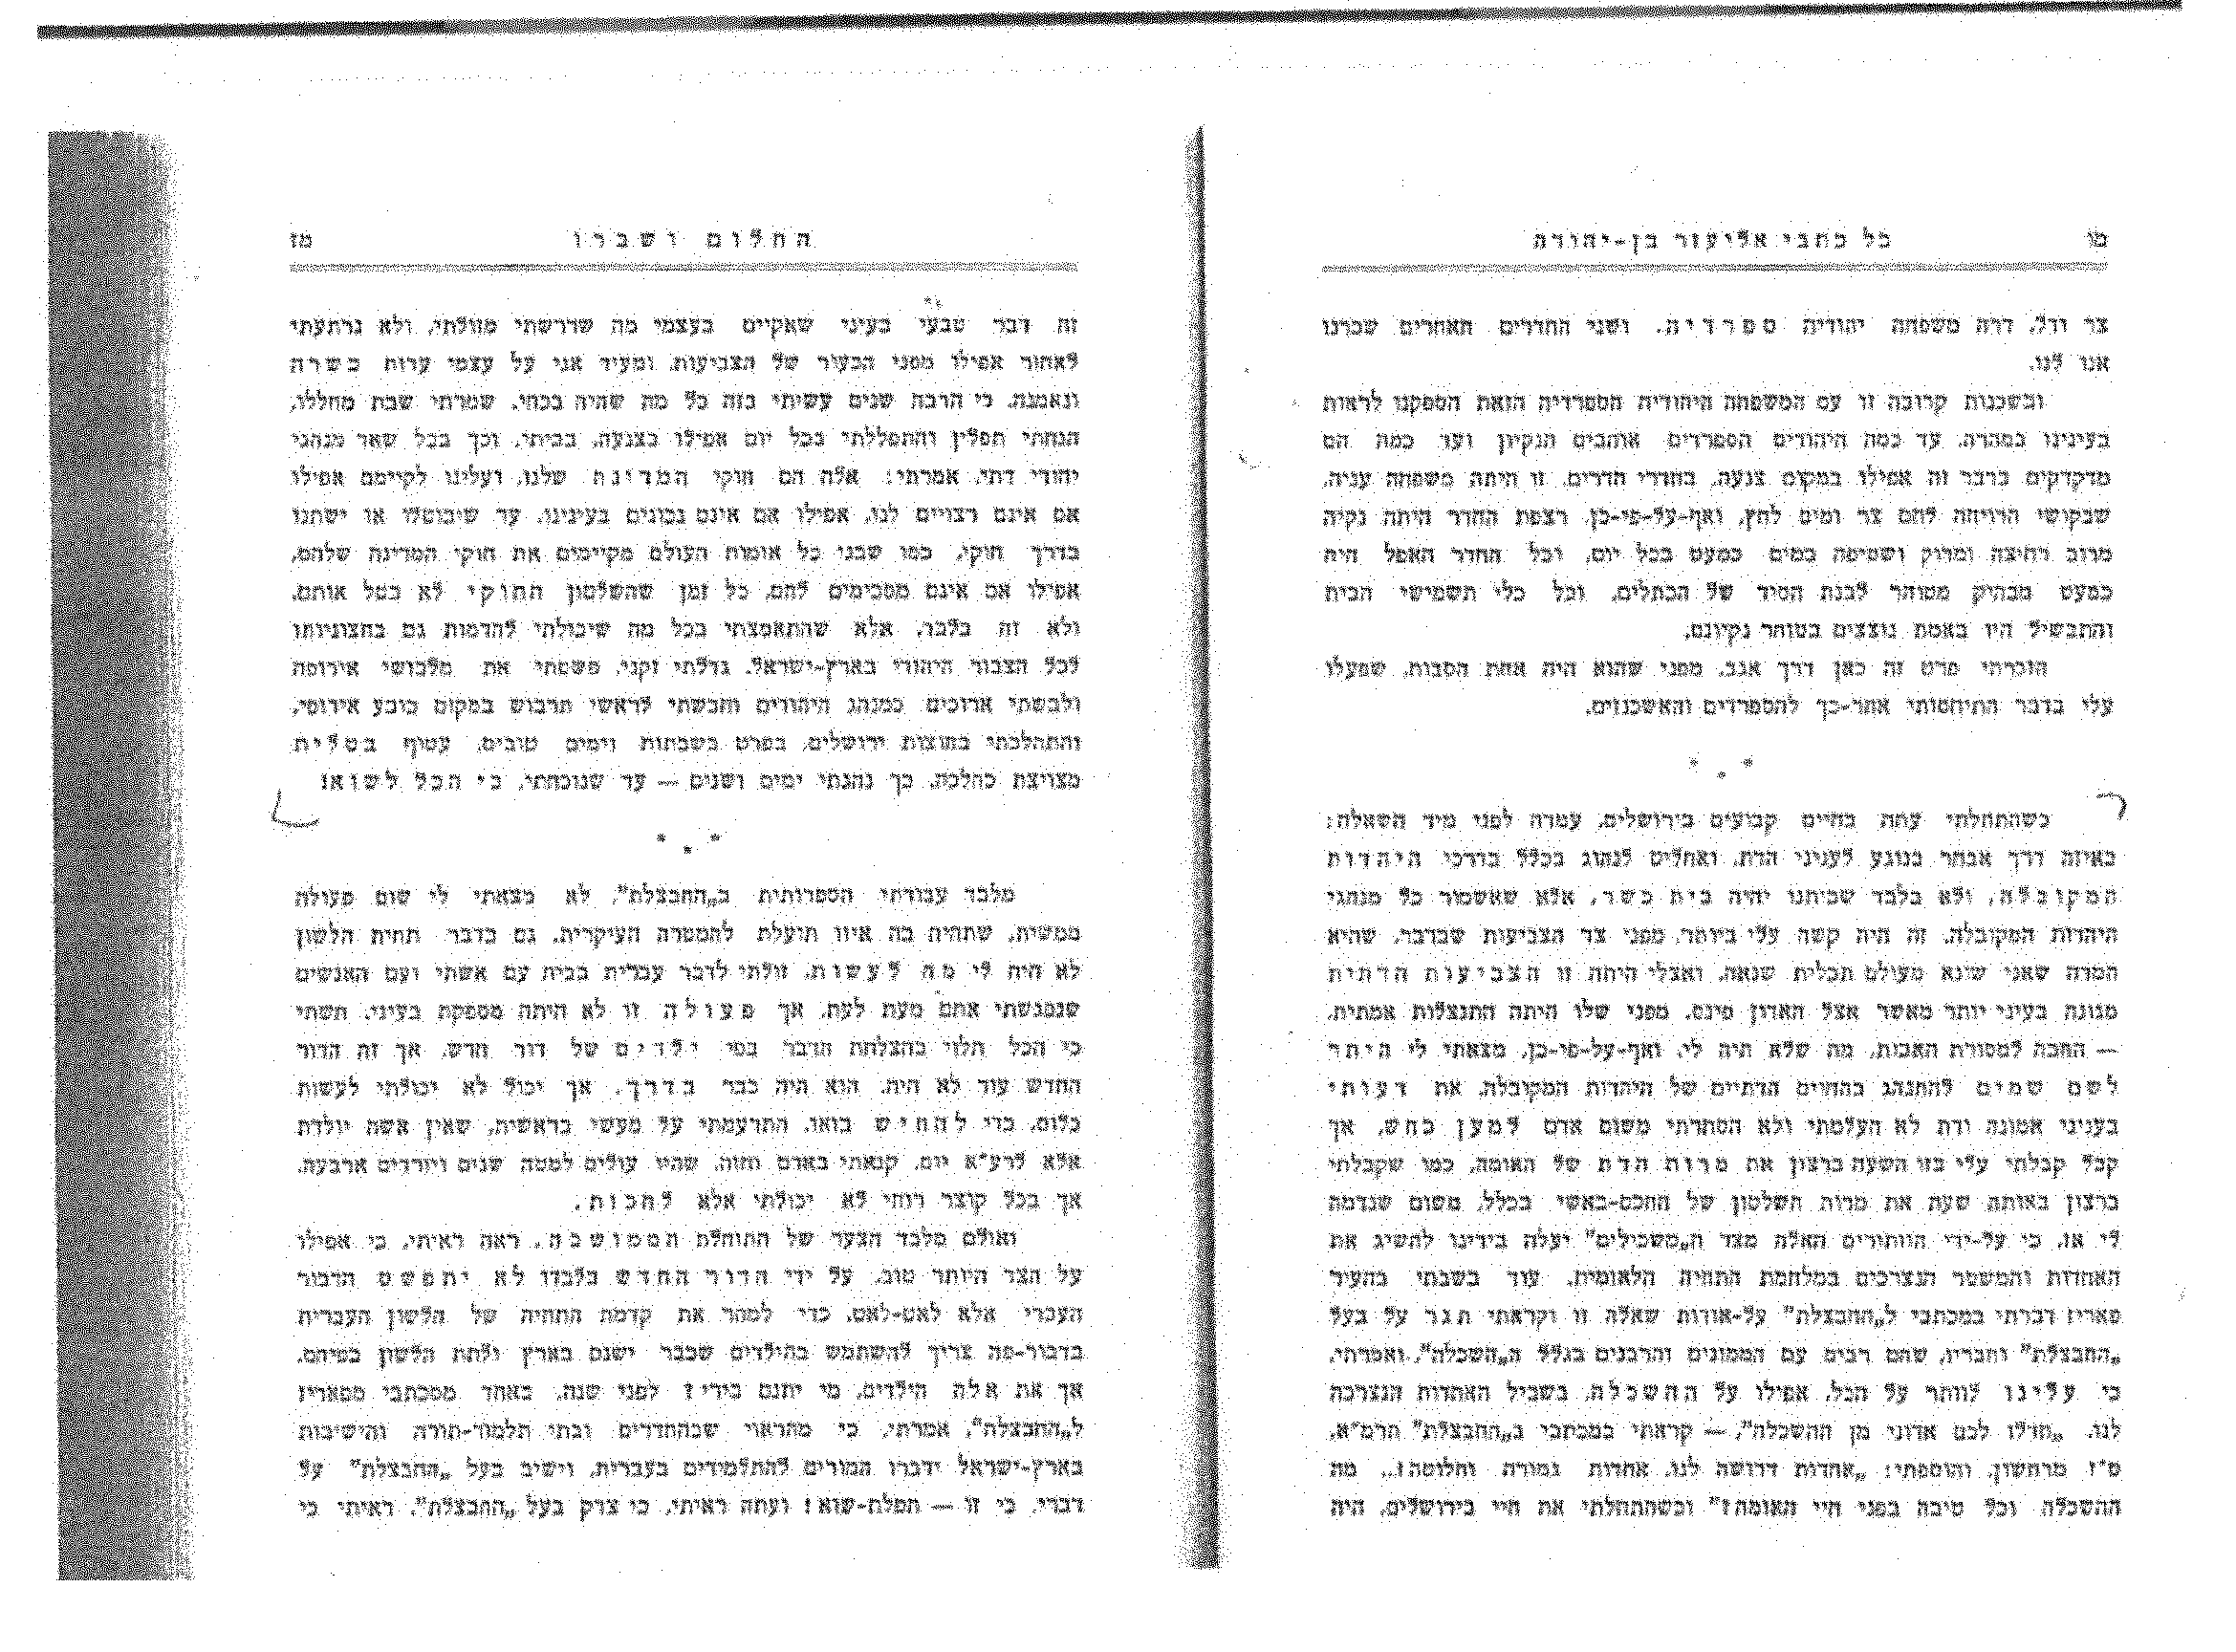 מו
כל כתבי אליעזר בן-יהודה
צר ודל, דרה משפחה יהודיה ספרדיה. ושני החדרים האחרים שכרנו
אנו לנו.
ובשכנות קרובה זו עם המשפחה היהודיה הספרדיה הזאת הספקנו לראות
בעינינו במהרה, עד כמה היהודים הספרדים אוהבים הנקיון ועד כמה הם
מדקדקים בדבר זה אפילו במקום צנעה, בחדרי חדרים. זו היתה משפחה עניה,
שבקושי הרויחה להם צר ומים לחץ, ואף-על-פי-כן, רצפת החדר היתה נקיה
מרוב רחיצה ומרוק ושטיפה במים כמעט בכל יום, וכל החדר האפל היה
כמעט מבהיק מטוהר לבנת הסיד של הכתלים, וכל כלי תשמישי הבית
והתבשיל היו באמת נוצצים בטוהר נקיונם.
הזכרתי פרט זה כאן דרך אגב, מפני שהוא היה אחת הסבות, שפעלו
עלי בדבר התיחסותי אחר-כך להספרדים והאשכנזים.
* * *
כשהתחלתי עתה בחיים קבועים בירושלים, עמדה לפני מיד השאלה:
באיזה דרך אבחר בנוגע לעניני הדת, ואחליט לנהוג בכלל בדרכי היהדות
המקובלה, ולא בלבד שביתנו יהיה בית כשר, אלא שאשמור כל מנהגי
היהדות המקובלה. זה היה קשה עלי ביותר, מפני צד הצביעות שבדבר, שהיא
המדה שאני שונא מעולם תכלית שנאה, ואצלי היתה זו הצביעות הדתית
מגונה בעיני יותר מאשר אצל האדון פינס, מפני שלו היתה התנצלות אמתית,
— החבה למסורת האבות, מה שלא היה לי. ואף-על-פי-כן, מצאתי לי היתר
לשם שמים להתנהג בהחיים הדתיים של היהדות המקובלה. את דעותי
בעניני אמונה ודת לא העלמתי ולא הסתרתי משום אדם למען כחש, אך
קבל קבלתי עלי בזו השעה ברצון את מרות הדת של האומה, כמו שקבלתי
ברצון באותה שעה את מרות השלטון של החכם-באשי בכלל, משום שנדמה
לי אז, כי על-ידי הוותורים האלה מצד ה„משכילים" יעלה בידינו להשיג את
האחדות והמשטר הנצרכים במלחמת התחיה הלאומית. עוד בשבתי בהעיר
פאריז דברתי במכתבי ל„החבצלת" על-אודות שאלה זו וקראתי תגר על בעל
„החבצלת" וחבריו, שהם רבים עם הממונים והרבנים בגלל ה„השכלה", ואמרתי,
כי עלינו לוותר על הכל, אפילו על ההשכלה, בשביל האחדות הנצרכה
לנו. „חדלו לכם אדוני מן ההשכלה", — קראתי במכתבי ב„החבצלת" תרמ״א,
ט״ז מרחשון, והוספתי: „אחדות דרושה לנו, אחדות גמורה וחלוטה!.. מה
ההשכלה וכל טיבה בפני חיי האומה?" וכשהתחלתי את חיי בירושלים, היה
החלום ושברו
מז
זה דבר טבעי בעיני שאקיים בעצמי מה שדרשתי מזולתי, ולא נרתעתי
לאחור אפילו מפני הכעור של הצביעות, ומעיד אני על עצמי עדות כשרה
ונאמנה, כי הרבה שנים עשיתי בזה כל מה שהיה בכחי, שמרתי שבת מחללו,
הנחתי תפלין והתפללתי בכל יום אפילו בצנעה, בביתי, וכך בכל שאר מנהגי
יהודי דתי. אמרתי: אלה הם חוקי המדינה שלנו, ועלינו לקיימם אפילו
אם אינם רצויים לנו, אפילו אם אינם נכונים בעינינו, עד שיבוטלו או ישתנו
בדרך חוקי, כמו שבני כל אומות העולם מקיימים את חוקי המדינה שלהם,
אפילו אם אינם מסכימים להם, כל זמן שהשלטון החוקי לא בטל אותם.
ולא זה בלבד, אלא שהתאמצתי בכל מה שיכולתי להדמות גם בחצוניותו
לכל הצבור היהודי בארץ-ישראל. גדלתי זקני, פשטתי את מלבושי אירופה
ולבשתי ארוכים כמנהג היהודים וחבשתי לראשי תרבוש במקום כובע אירופי,
והתהלכתי בחוצות ירושלים, בפרט בשבתות וימים טובים, עטוף בטלית
מצויצת כהלכה. כך נהגתי ימים ושנים — עד שנוכחתי, כי הכל לשוא!
* * *
מלבד עבודתי הספרותית ב„החבצלת", לא מצאתי לי שום פעולה
ממשית, שתהיה בה איזו תועלת להמטרה העיקרית. גם בדבר תחית הלשון
לא היה לי מה לעשות, זולתי לדבר עברית בבית עם אשתי ועם האנשים
שנפגשתי אתם מעת לעת. אך פעולה זו לא היתה מספקת בעיני. חשתי
כי הכל תלוי בהצלחת הדבר בפי ילדים של דור חדש. אך זה הדור
החדש עוד לא היה. הוא היה כבר בדרך. אך יכול לא יכולתי לעשות
כלום, כדי להחיש בואו. התרעמתי על מעשי בראשית, שאין אשה יולדת
אלא לרע״א יום. קנאתי באדם וחוה, שהיו עולים למטה שנים ויורדים ארבעה.
אך בכל קוצר רוחי לא יכולתי אלא לחכות.
ואולם מלבד הצער של התוחלת הממושכה, ראה ראיתי, כי אפילו
על הצד היותר טוב, על ידי הדור החדש בלבדו לא יתפשט הדבור
העברי אלא לאט-לאט. כדי למהר את קדמת התחיה של הלשון העברית
בדבור-פה צריך להשתמש בהילדים שכבר ישנם בארץ ולתת הלשון בפיהם.
אך את אלה הילדים, מי יתנם בידי? לפני שנה, באחד ממכתבי מפאריז
ל„החבצלת", אמרתי, כי מהראוי שבהחדרים ובתי תלמוד-תורה והישיבות
בארץ-ישראל ידברו המורים להתלמידים בעברית, וישיב בעל „החבצלת" על
דברי, כי זו — תפלת-שוא! ועתה ראיתי, כי צדק בעל „החבצלת". ראיתי כי